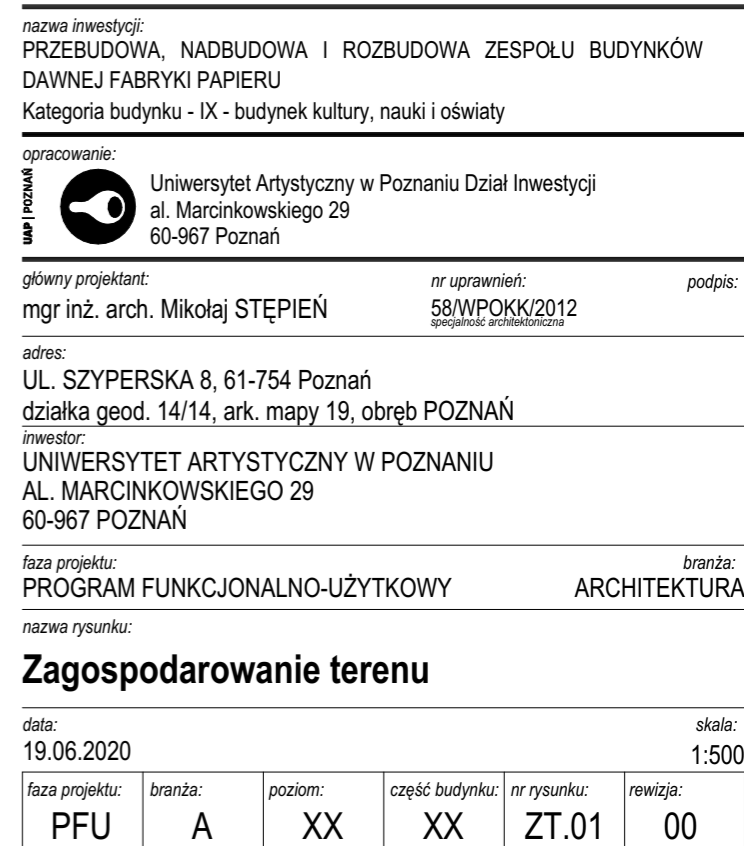 nazwa inwestycji:
PRZEBUDOWA, NADBUDOWA I ROZBUDOWA ZESPOŁU BUDYNKÓW
DAWNEJ FABRYKI PAPIERU
Kategoria budynku - IX - budynek kultury, nauki i oświaty
opracowanie:
UAP | POZNAŃ
Uniwersytet Artystyczny w Poznaniu Dział Inwestycji
al. Marcinkowskiego 29
60-967 Poznań
główny projektant: nr uprawnień: podpis:
mgr inż. arch. Mikołaj STĘPIEŃ 58/WPOKK/2012
specjalność architektoniczna
adres:
UL. SZYPERSKA 8, 61-754 Poznań
działka geod. 14/14, ark. mapy 19, obręb POZNAŃ
inwestor:
UNIWERSYTET ARTYSTYCZNY W POZNANIU
AL. MARCINKOWSKIEGO 29
60-967 POZNAŃ
faza projektu: branża:
PROGRAM FUNKCJONALNO-UŻYTKOWY ARCHITEKTURA
nazwa rysunku:
Zagospodarowanie terenu
data: skala:
19.06.2020 1:500
faza projektu: branża: poziom: część budynku: nr rysunku: rewizja:
PFU A XX XX ZT.01 00